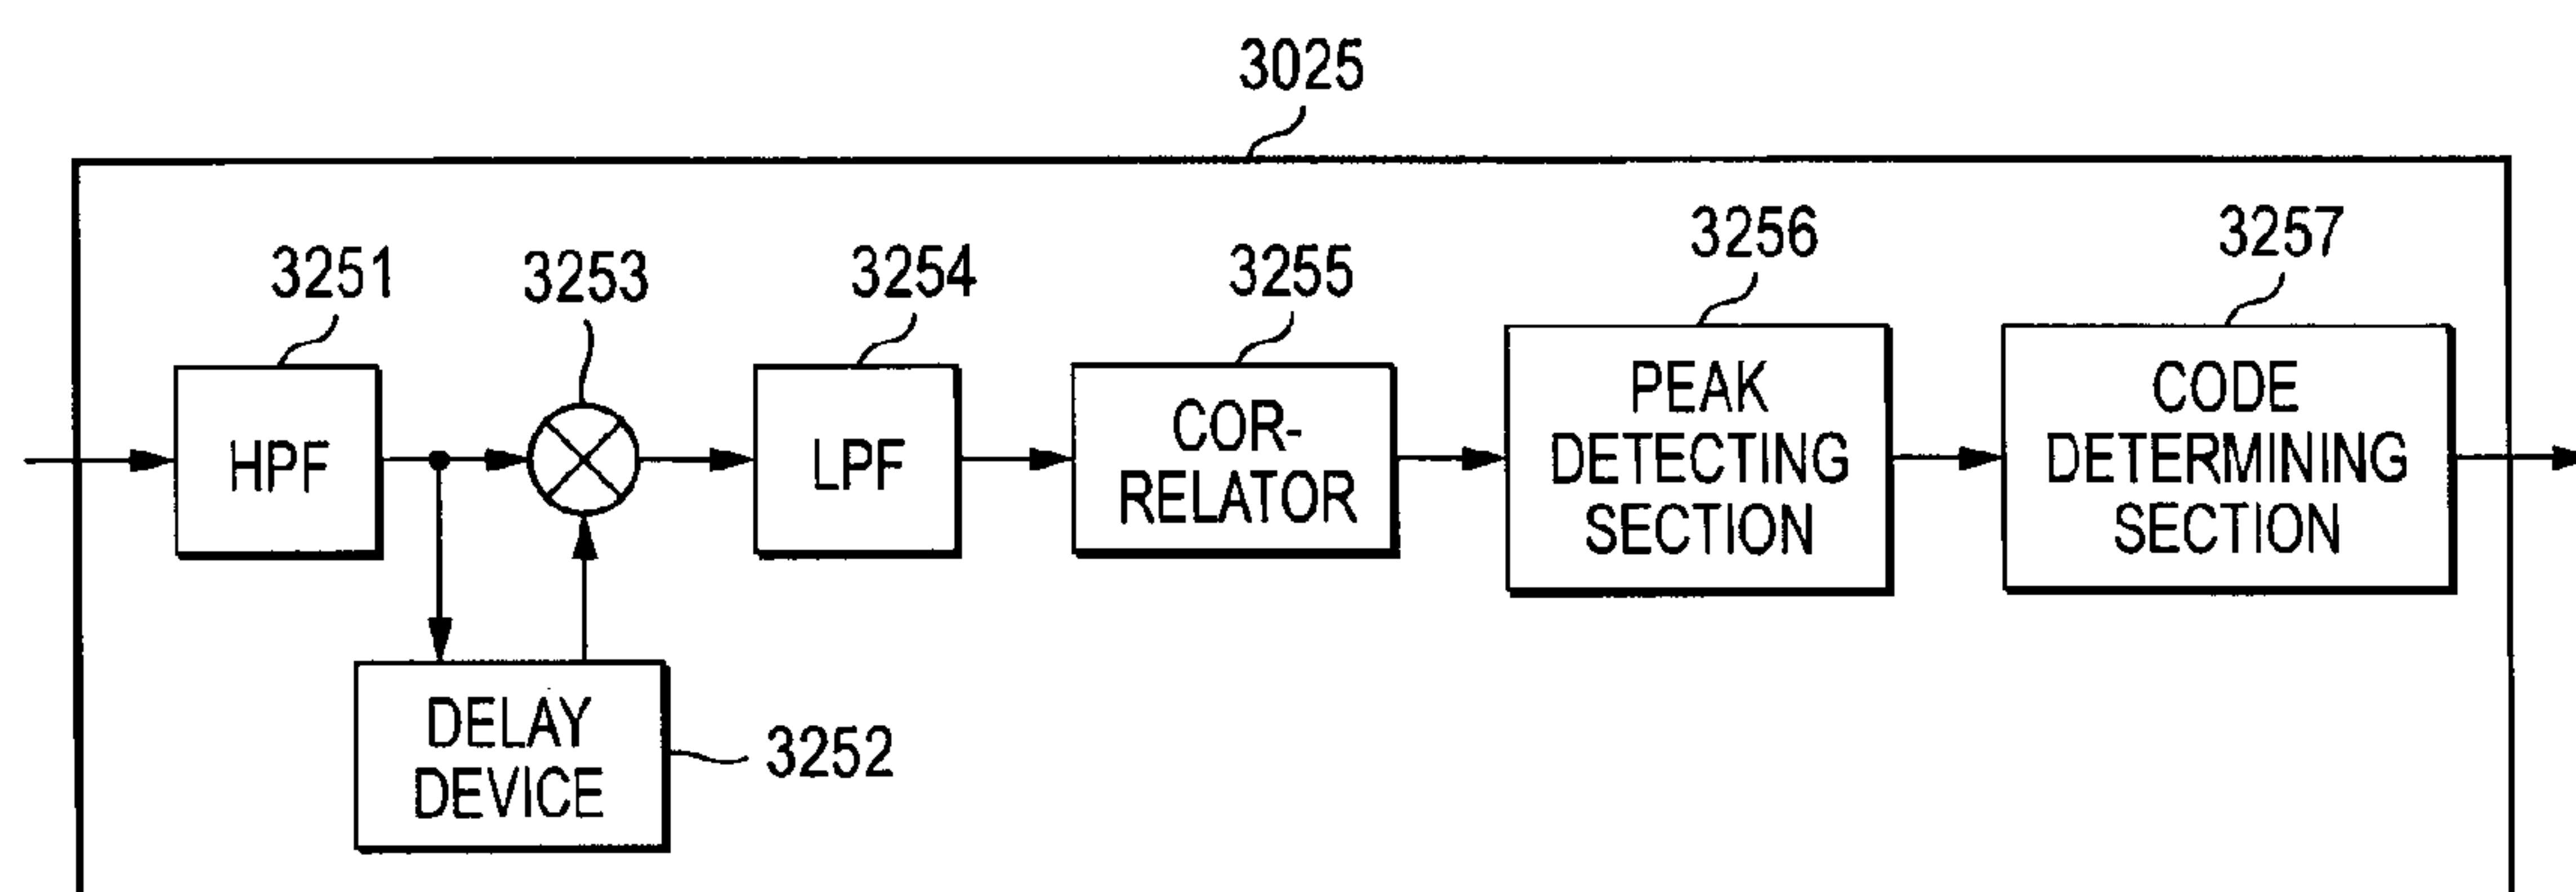 3025
3251
3253
3254
3255
3256
3257
HPF
LPF
COR-
RELATOR
PEAK
DETECTING
SECTION
CODE
DETERMINING
SECTION
DELAY
DEVICE
3252